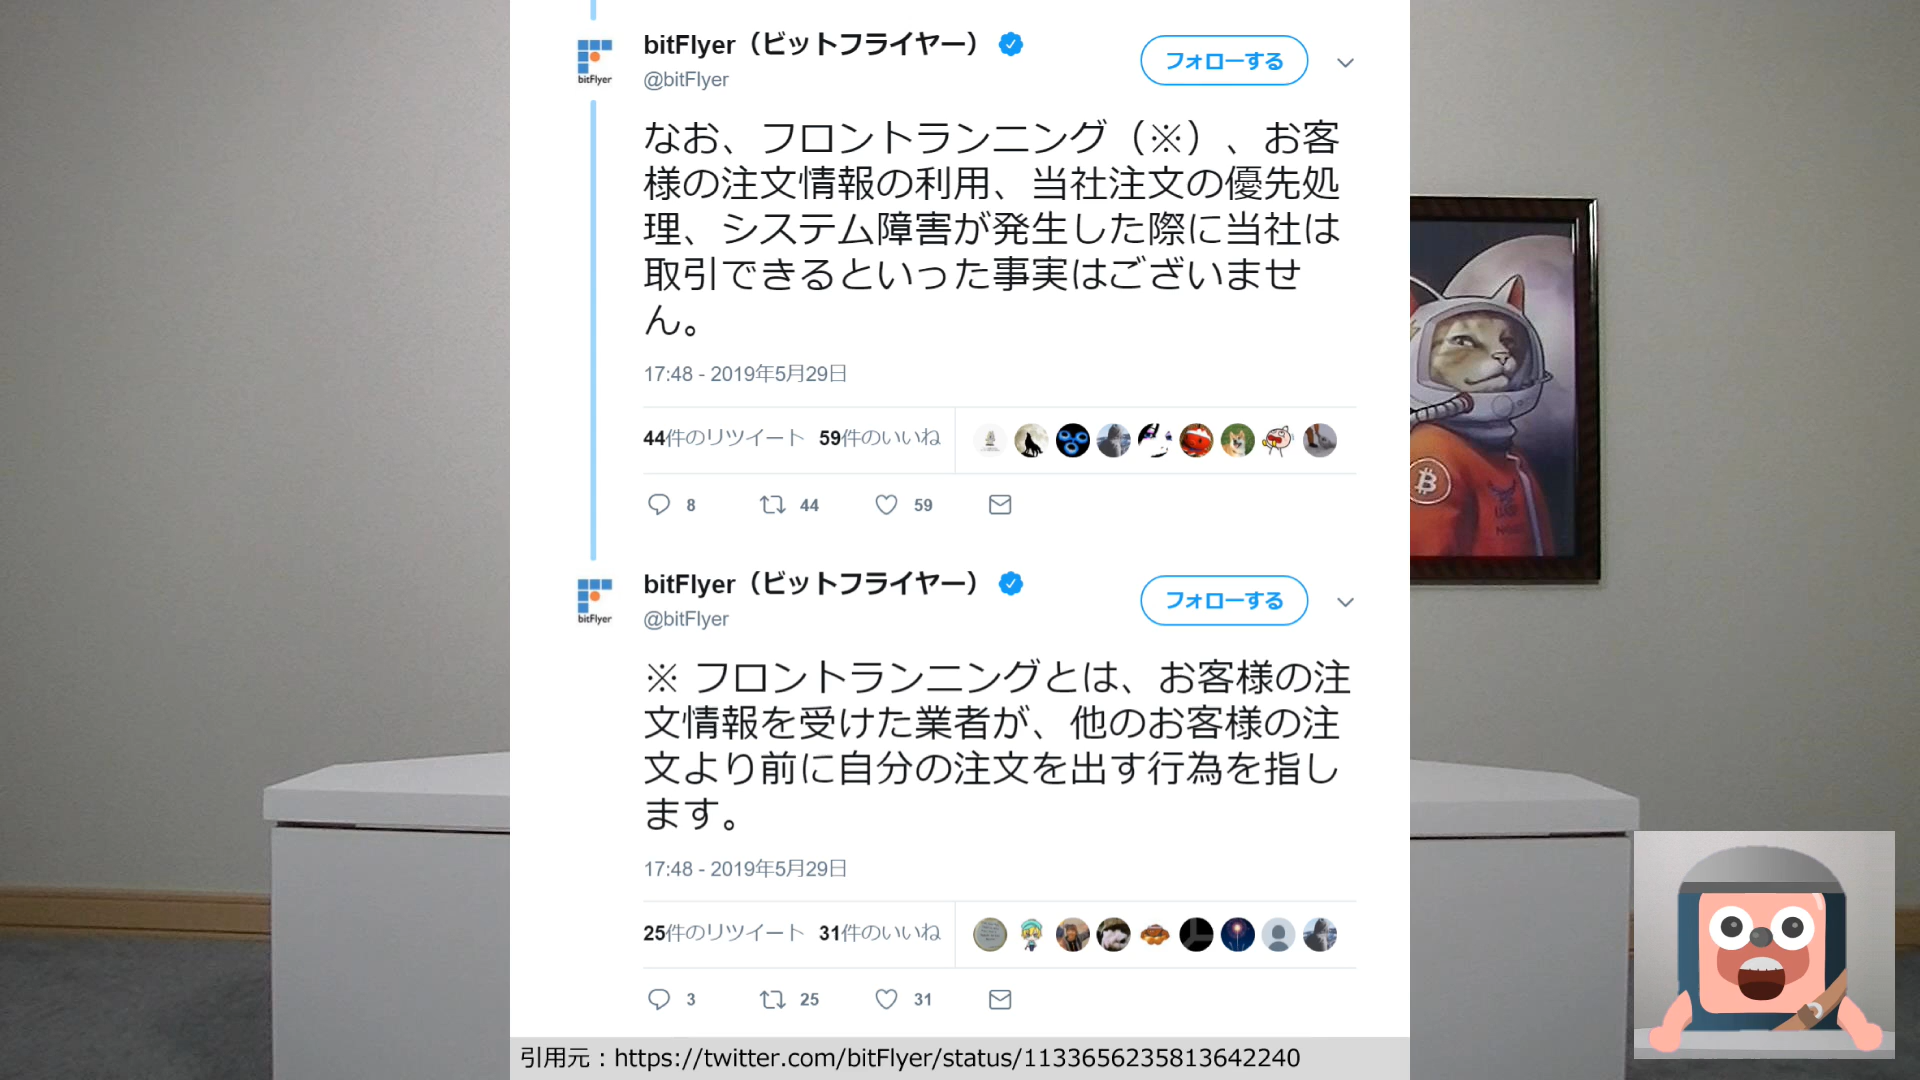 bitFlyer（ビットフライヤー）
@bitFlyer
フォローする
bitFlyer
なお、フロントランニング（※）、お客
様の注文情報の利用、当社注文の優先処
理、システム障害が発生した際に当社は
取引できるといった事実はございませ
ん。
17:48 - 2019年5月29日
44件のリツイート 59件のいいね
8 44 59
bitFlyer（ビットフライヤー）
@bitFlyer
フォローする
bitFlyer
※ フロントランニングとは、お客様の注
文情報を受けた業者が、他のお客様の注
文より前に自分の注文を出す行為を指し
ます。
17:48 - 2019年5月29日
25件のリツイート 31件のいいね
3 25 31
引用元：https://twitter.com/bitFlyer/status/1133656235813642240